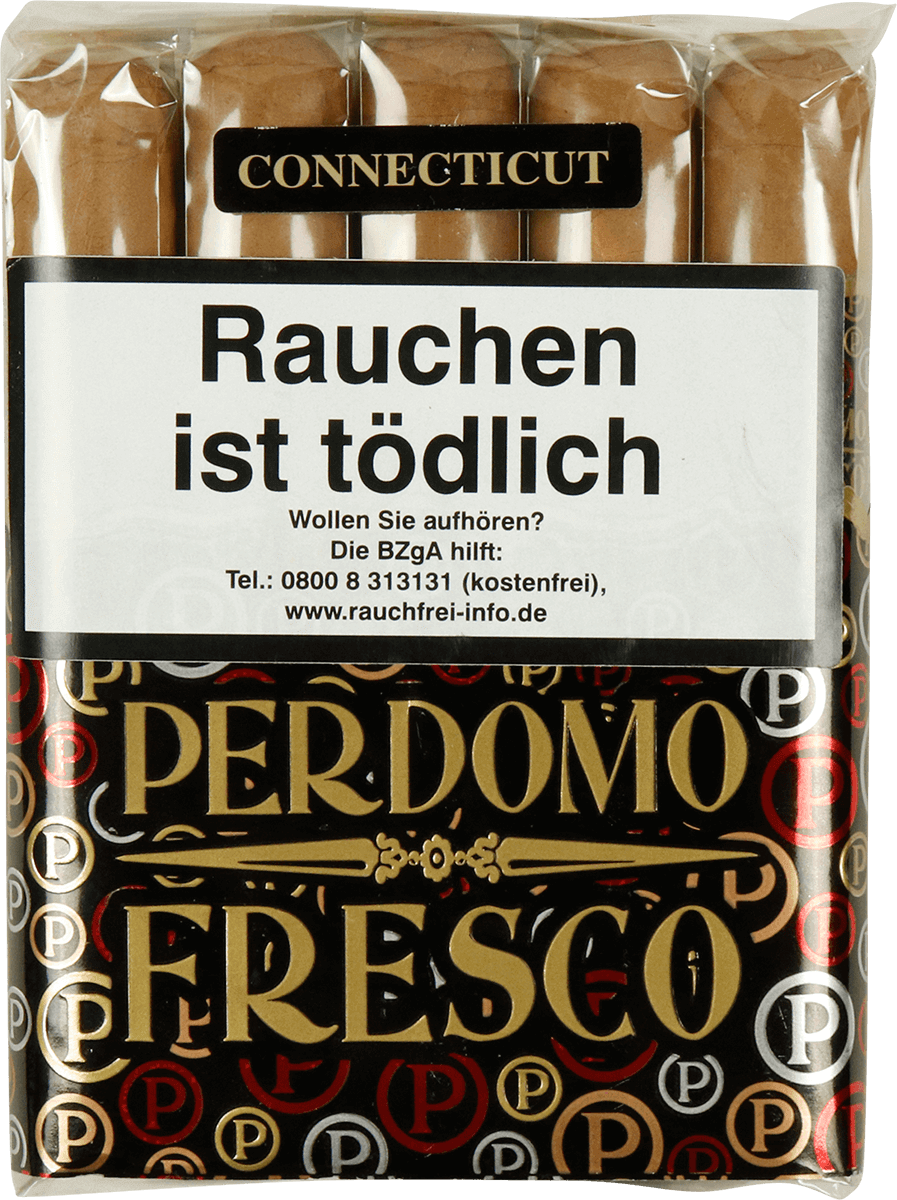 CONNECTICUT
Rauchen
ist tödlich
Wollen Sie aufhören?
Die BZgA hilft:
Tel.: 0800 8 313131 (kostenfrei),
www.rauchfrei-info.de
PERDOMO
FRESCO